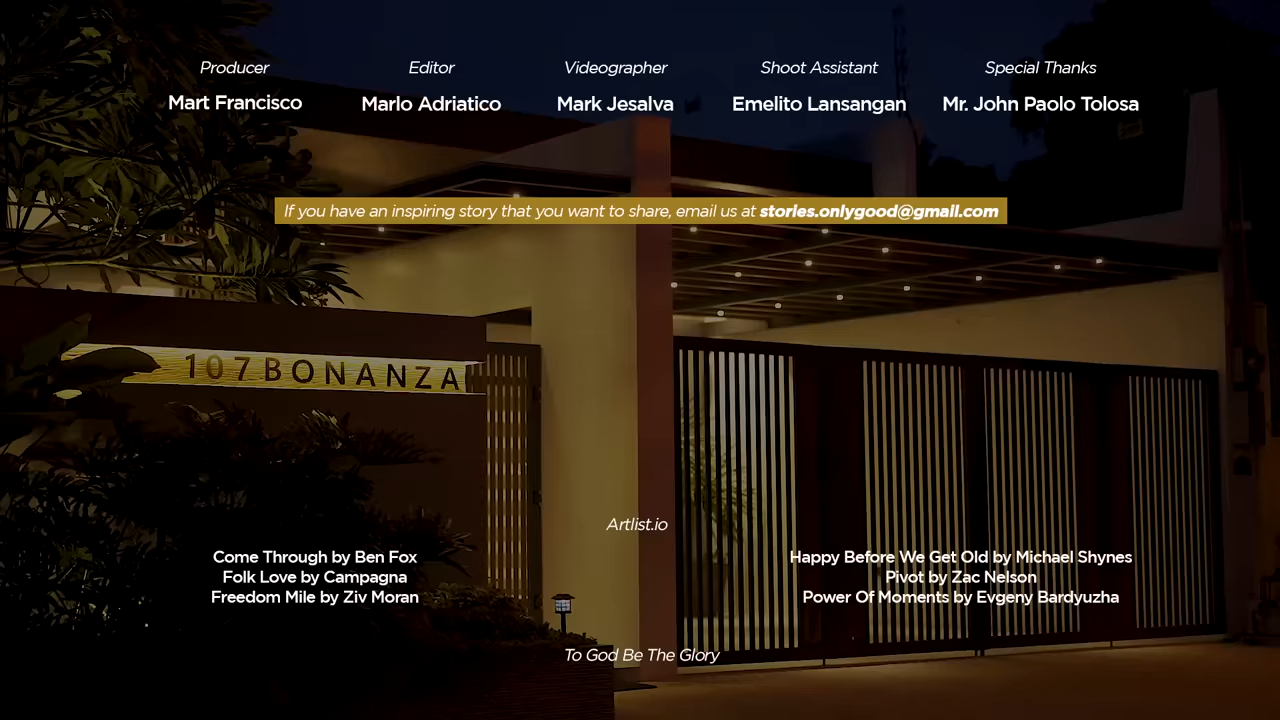 Producer
Mart Francisco
Editor
Marlo Adriatico
Videographer
Mark Jesalva
Shoot Assistant
Emelito Lansangan
Special Thanks
Mr. John Paolo Tolosa
If you have an inspiring story that you want to share, email us at stories.onlygood@gmail.com
107BONANZA
Artlist.io
Come Through by Ben Fox
Folk Love by Campagna
Freedom Mile by Ziv Moran
Happy Before We Get Old by Michael Shynes
Pivot by Zac Nelson
Power Of Moments by Evgeny Bardyuzha
To God Be The Glory